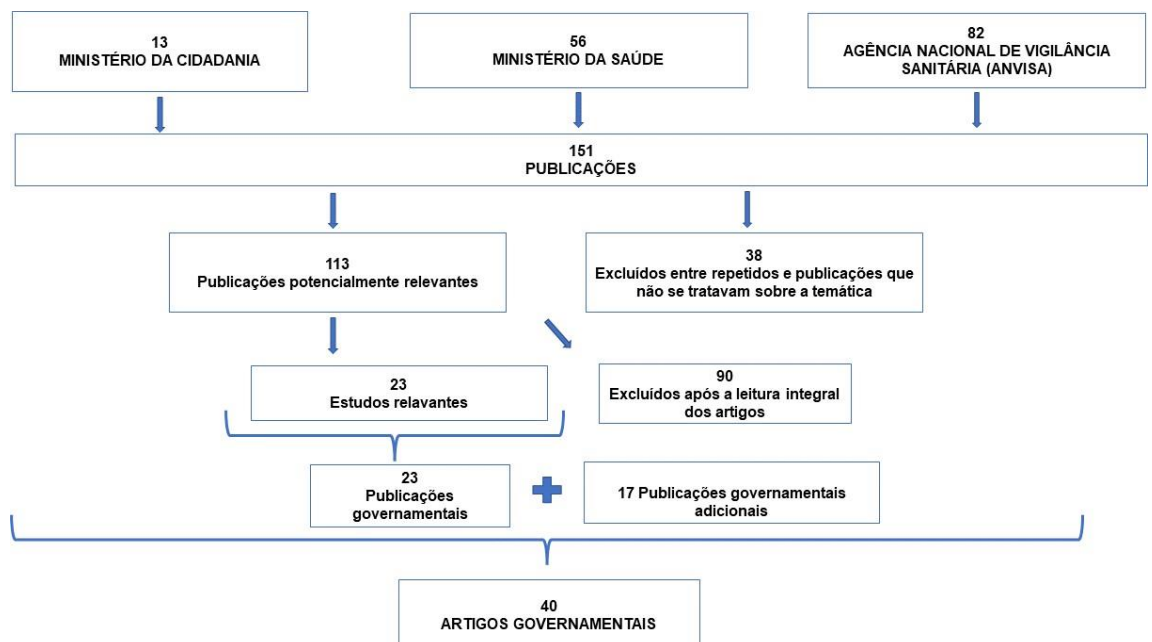 13
MINISTÉRIO DA CIDADANIA
56
MINISTÉRIO DA SAÚDE
82
AGÊNCIA NACIONAL DE VIGILÂNCIA
SANITÁRIA (ANVISA)
151
PUBLICAÇÕES
113
Publicações potencialmente relevantes
38
Excluídos entre repetidos e publicações que
não se tratavam sobre a temática
23
Estudos relavantes
90
Excluídos após a leitura integral
dos artigos
23
Publicações
governamentais
17 Publicações governamentais
adicionais
40
ARTIGOS GOVERNAMENTAIS